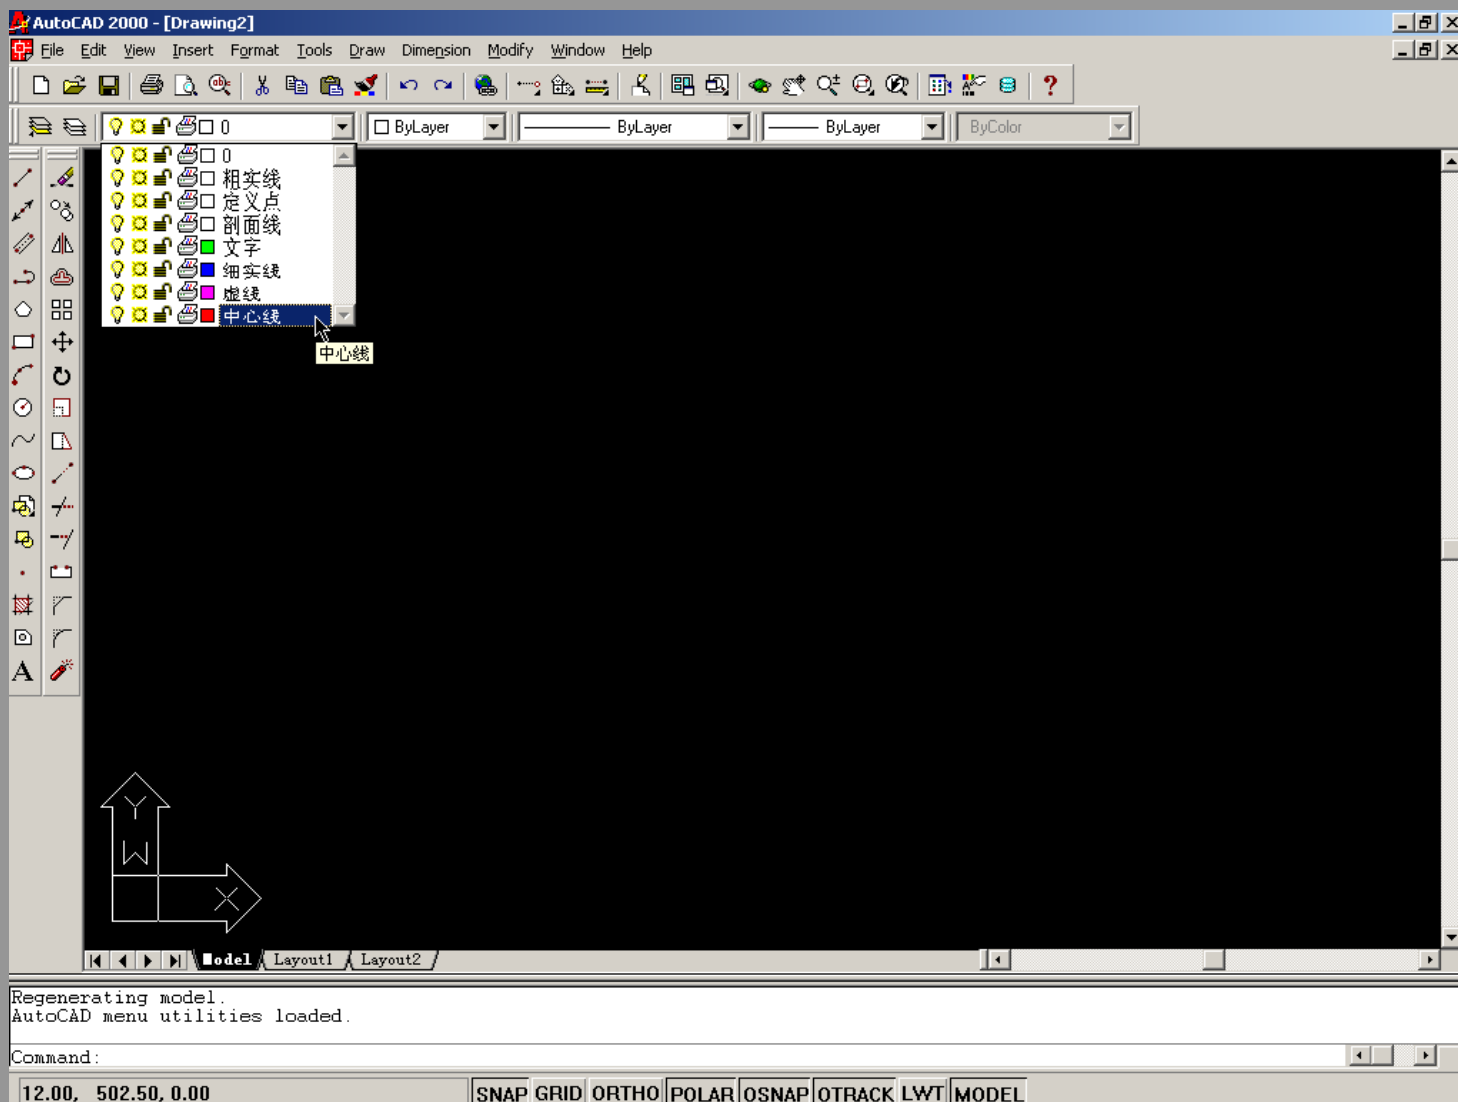 AutoCAD 2000 - [Drawing2]
File Edit View Insert Format Tools Draw Dimension Modify Window Help
0 ByLayer ByLayer ByLayer ByColor
0
粗实线
定义点
剖面线
文字
细实线
虚线
中心线
中心线
A
Y
W
X
Model Layout1 Layout2
Regenerating model.
AutoCAD menu utilities loaded.
Command:
12.00, 502.50, 0.00 SNAP GRID ORTHO POLAR OSNAP OTRACK LWT MODEL